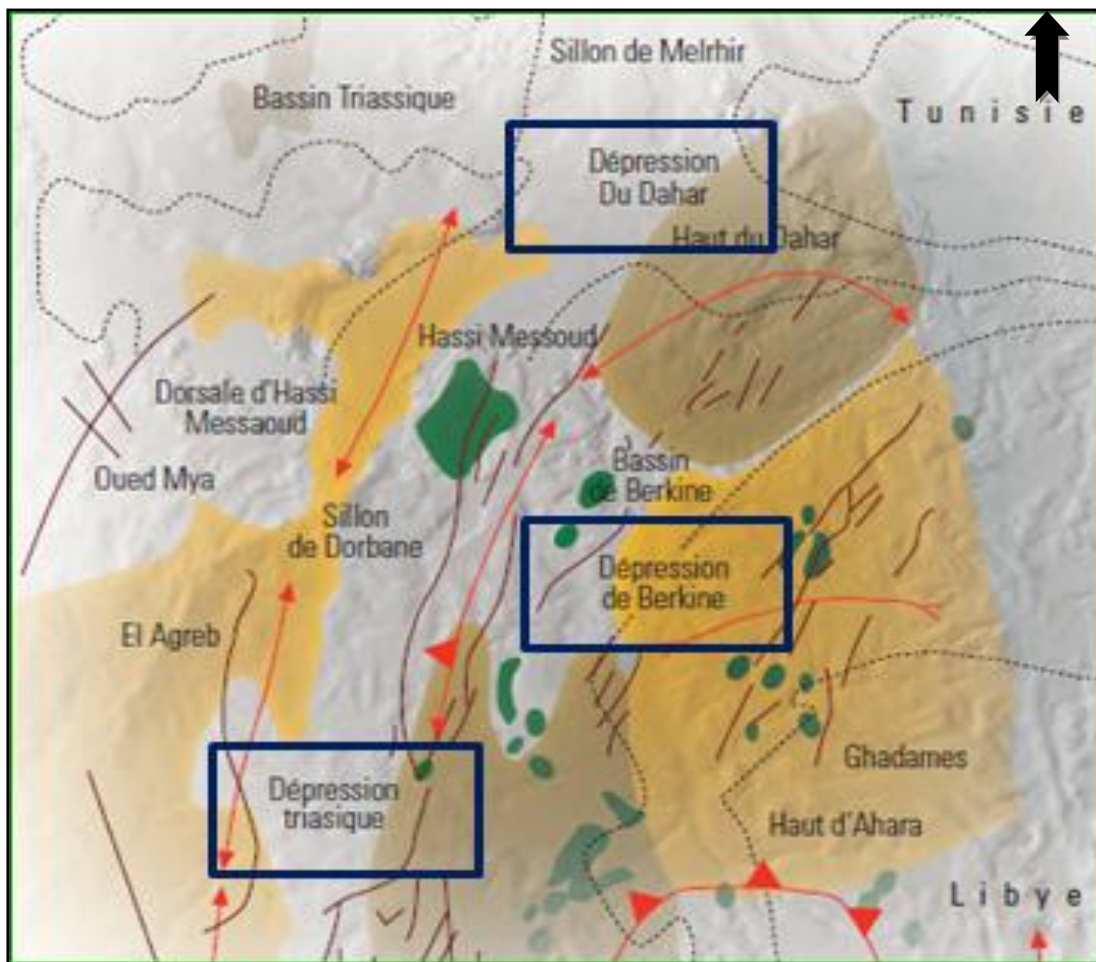 Sillon de Melrhir
Bassin Triassique
Tunisie
Dépression
Du Dahar
Haut du Dahar
Hassi Messoud
Dorsale d'Hassi
Messaoud
Bassin
de Berkine
Oued Mya
Sillon
de Dorbane
Dépression
de Berkine
El Agreb
Ghadames
Dépression
triasique
Haut d'Ahara
Libye